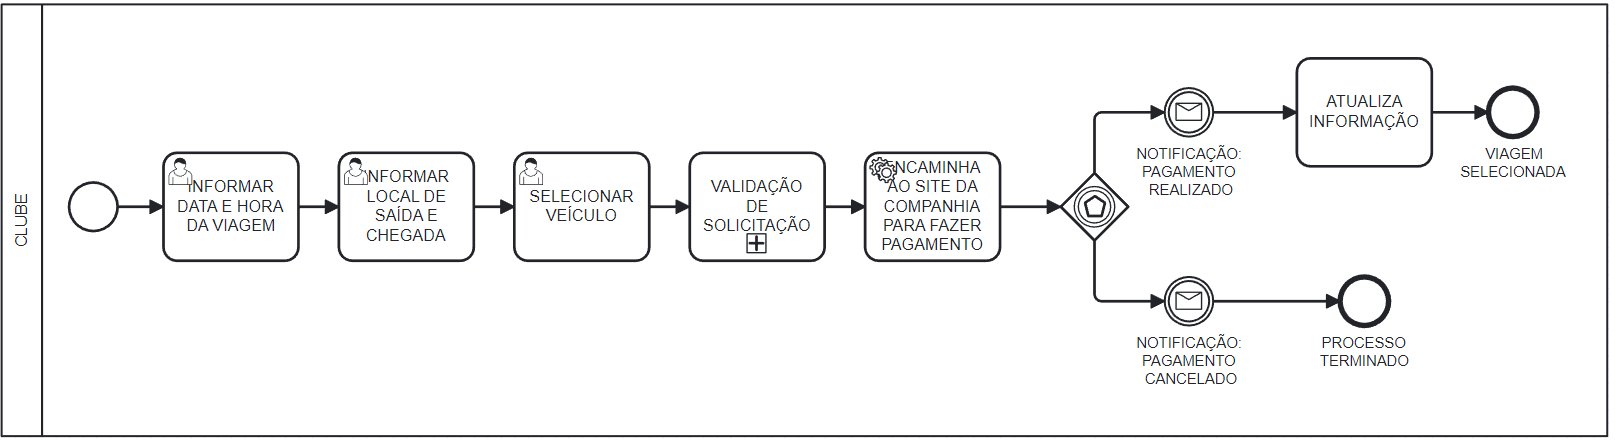 CLUBE
INFORMAR
DATA E HORA
DA VIAGEM
INFORMAR
LOCAL DE
SAÍDA E
CHEGADA
SELECIONAR
VEÍCULO
VALIDAÇÃO
DE
SOLICITAÇÃO
ENCAMINHA
AO SITE DA
COMPANHIA
PARA FAZER
PAGAMENTO
NOTIFICAÇÃO:
PAGAMENTO
REALIZADO
ATUALIZA
INFORMAÇÃO
VIAGEM
SELECIONADA
NOTIFICAÇÃO:
PAGAMENTO
CANCELADO
PROCESSO
TERMINADO